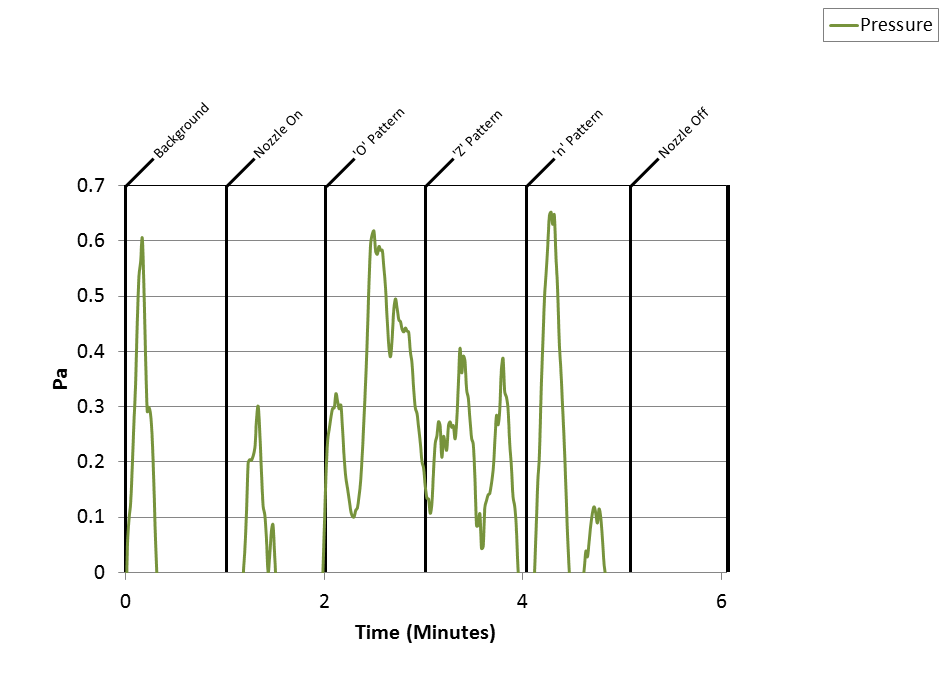 Pressure
Background
Nozzle On
'O' Pattern
'Z' Pattern
'n' Pattern
Nozzle Off
0.7
0.6
0.5
0.4
0.3
0.2
0.1
0
Pa
0 2 4 6
Time (Minutes)